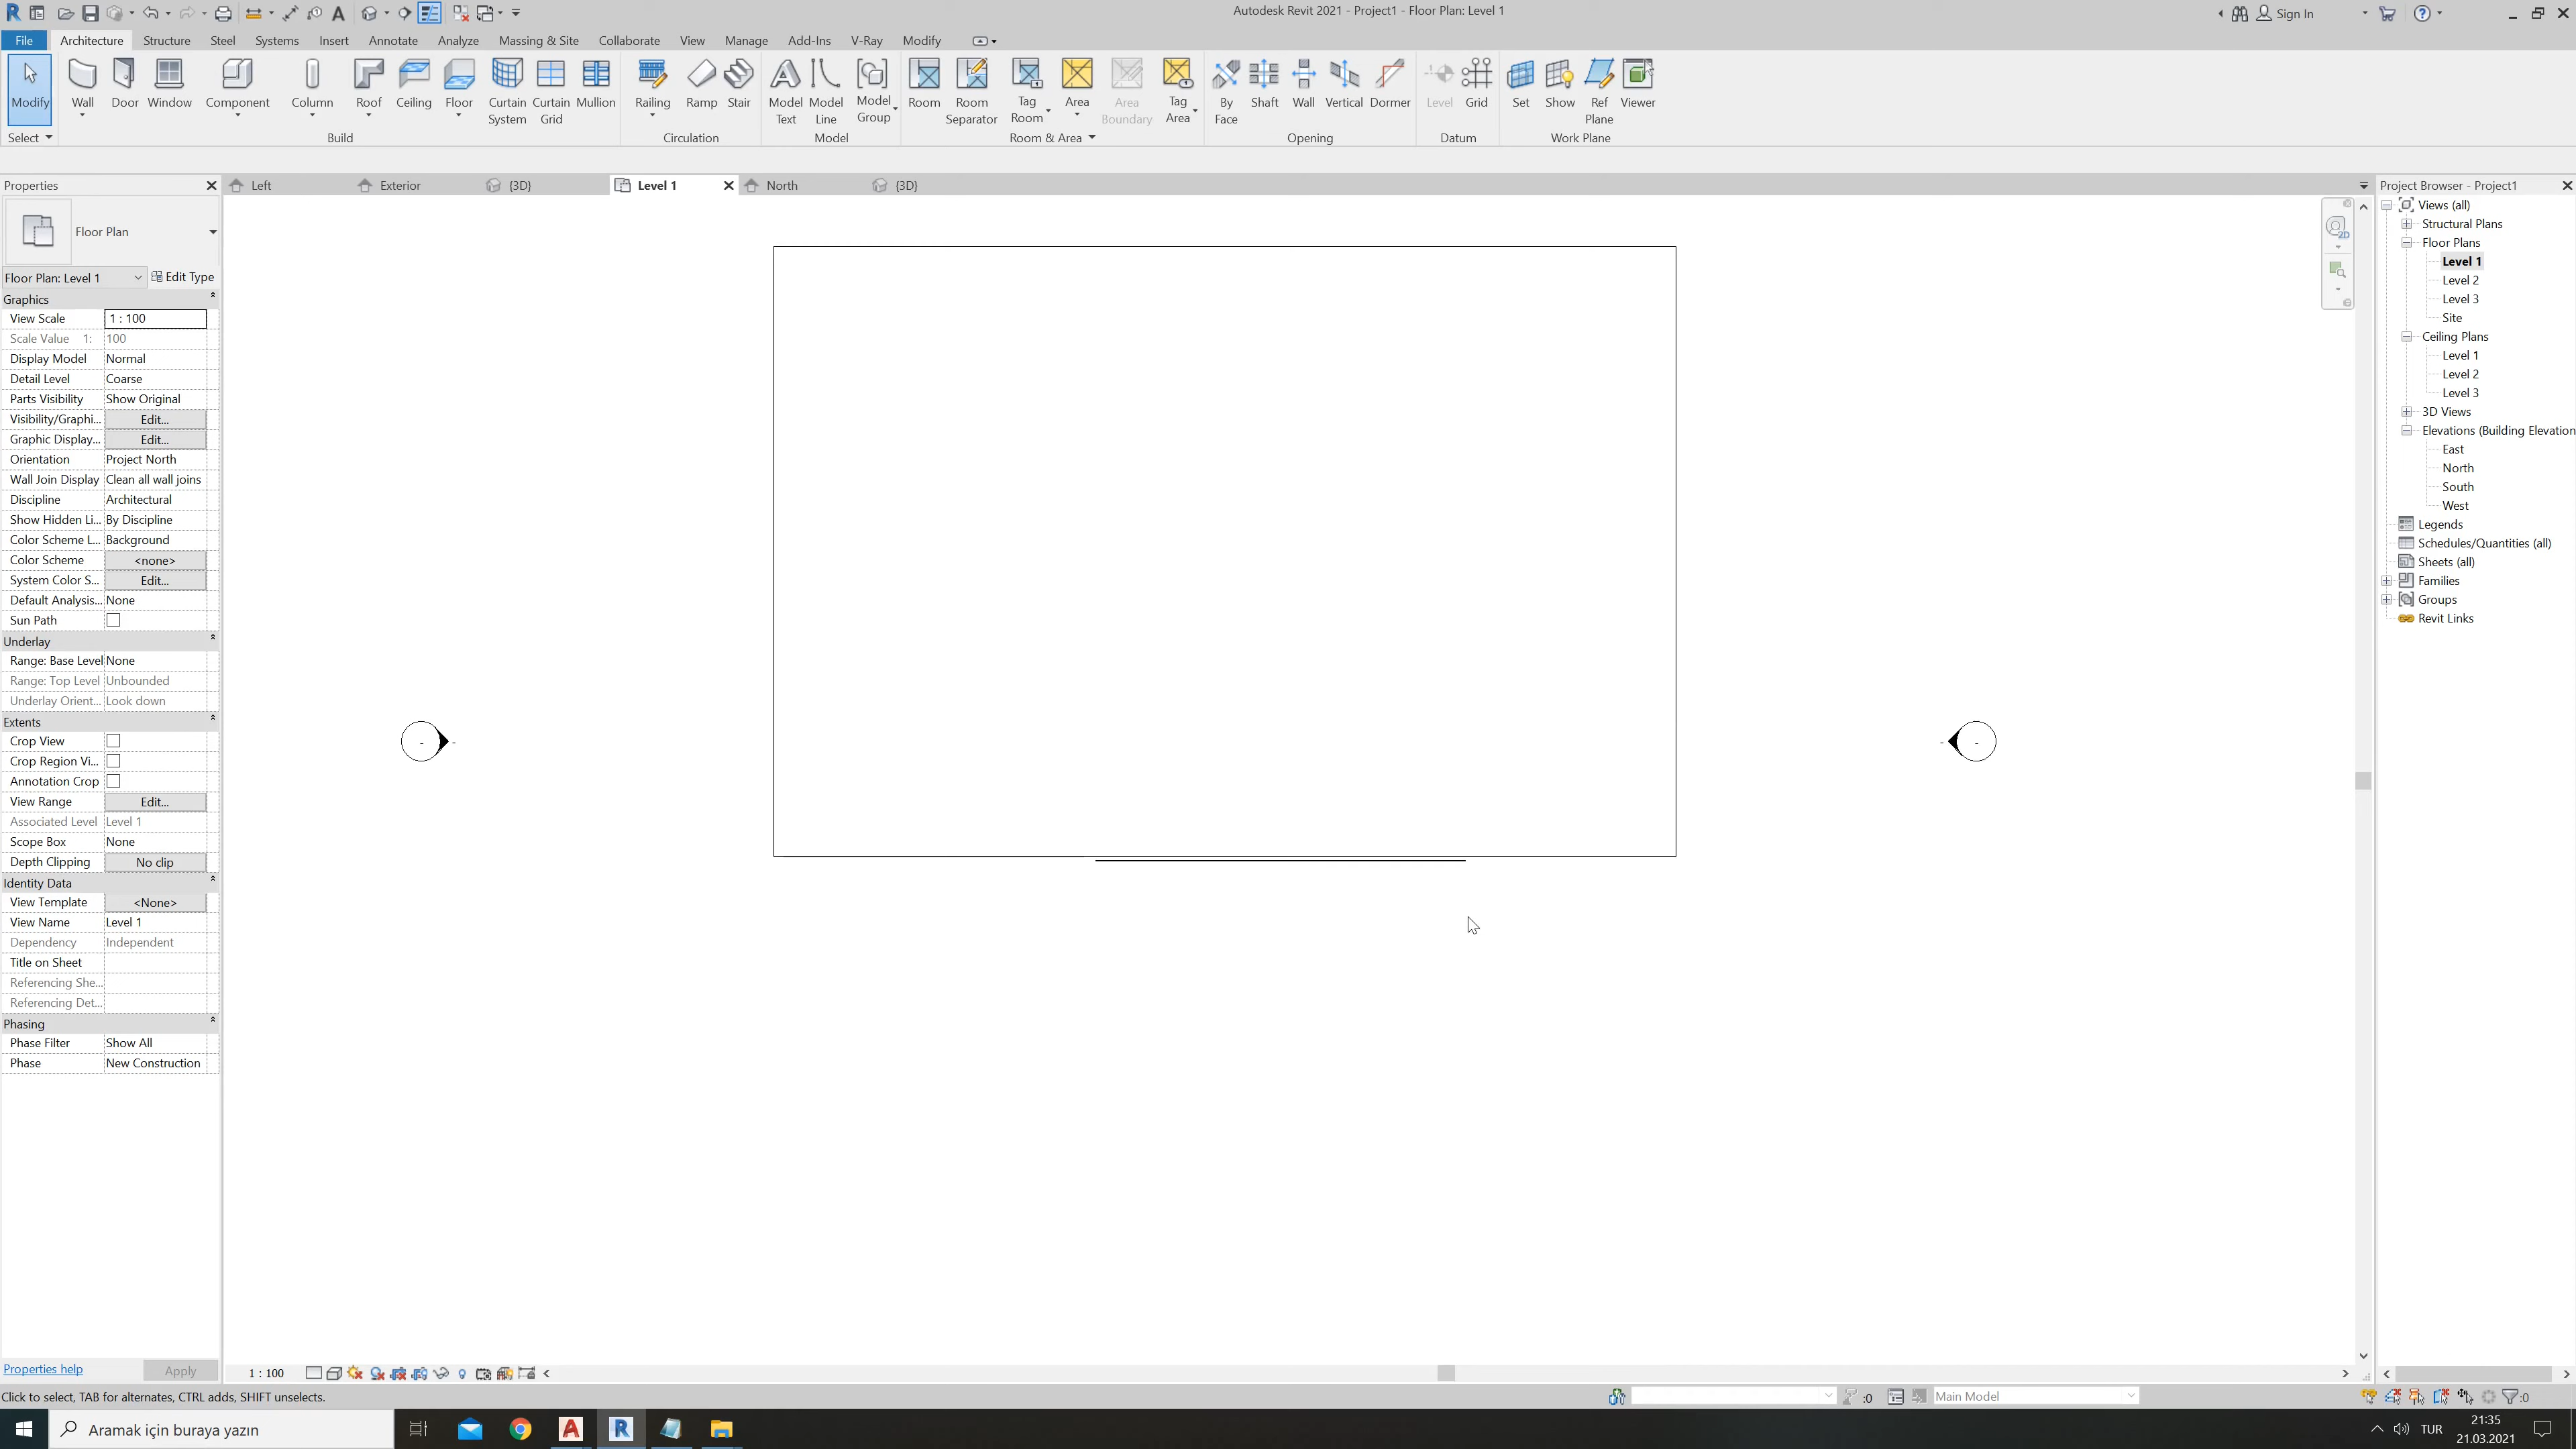 Autodesk Revit 2021 - Project1 - Floor Plan: Level 1
Sign In
File Architecture Structure Steel Systems Insert Annotate Analyze Massing & Site Collaborate View Manage Add-Ins V-Ray Modify
Modify Wall Door Window Component Column Roof Ceiling Floor Curtain System Curtain Grid Mullion Railing Ramp Stair Model Text Model Line Model Group Room Room Separator Tag Room Area Area Boundary Tag Area By Face Shaft Wall Vertical Dormer Level Grid Set Show Ref Plane Viewer
Select Build Circulation Model Room & Area Opening Datum Work Plane
Properties
Left Exterior {3D} Level 1 North {3D}
Floor Plan
Floor Plan: Level 1 Edit Type
Graphics
View Scale 1 : 100
Scale Value 1: 100
Display Model Normal
Detail Level Coarse
Parts Visibility Show Original
Visibility/Graphi... Edit...
Graphic Display... Edit...
Orientation Project North
Wall Join Display Clean all wall joins
Discipline Architectural
Show Hidden Li... By Discipline
Color Scheme L... Background
Color Scheme <none>
System Color S... Edit...
Default Analysis... None
Sun Path
Underlay
Range: Base Level None
Range: Top Level Unbounded
Underlay Orient... Look down
Extents
Crop View
Crop Region Vi...
Annotation Crop
View Range Edit...
Associated Level Level 1
Scope Box None
Depth Clipping No clip
Identity Data
View Template <None>
View Name Level 1
Dependency Independent
Title on Sheet
Referencing She...
Referencing Det...
Phasing
Phase Filter Show All
Phase New Construction
Properties help Apply
2D
Project Browser - Project1
Views (all)
Structural Plans
Floor Plans
Level 1
Level 2
Level 3
Site
Ceiling Plans
Level 1
Level 2
Level 3
3D Views
Elevations (Building Elevation
East
North
South
West
Legends
Schedules/Quantities (all)
Sheets (all)
Families
Groups
Revit Links
1 : 100
Click to select, TAB for alternates, CTRL adds, SHIFT unselects.
:0 Main Model :0
Aramak için buraya yazın
TUR
21:35
21.03.2021